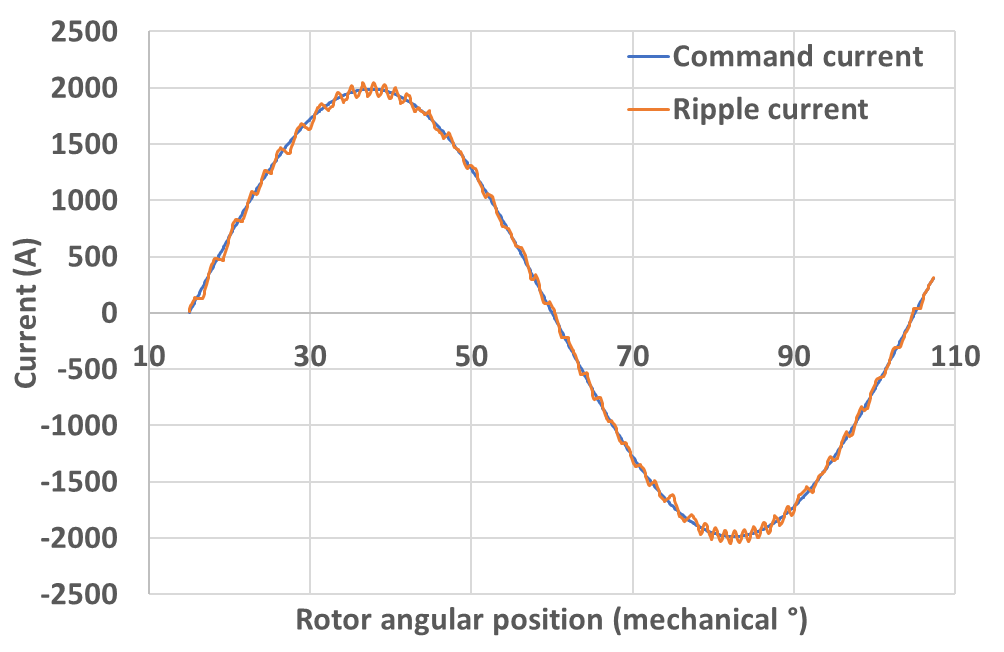 2500
Command current
2000
Ripple current
1500
1000
500
Current (A)
0
10 30 50 70 90 110
-500
-1000
-1500
-2000
-2500
Rotor angular position (mechanical °)